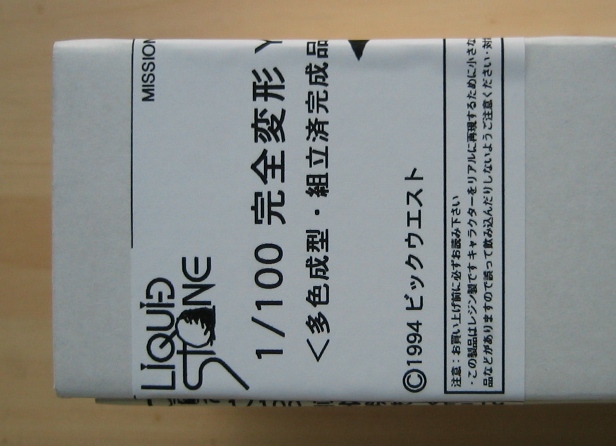 MISSION
LIQUID
STONE
1/100 完全変形 Y
＜多色成型・組立済完成品
©1994 ビックウエスト
注意：お買い上げ前に必ずお読み下さい
・この製品はレジン製ですキャラクターをリアルに再現するために小さな
品などがありますので誤って飲み込んだりしないようご注意ください・対